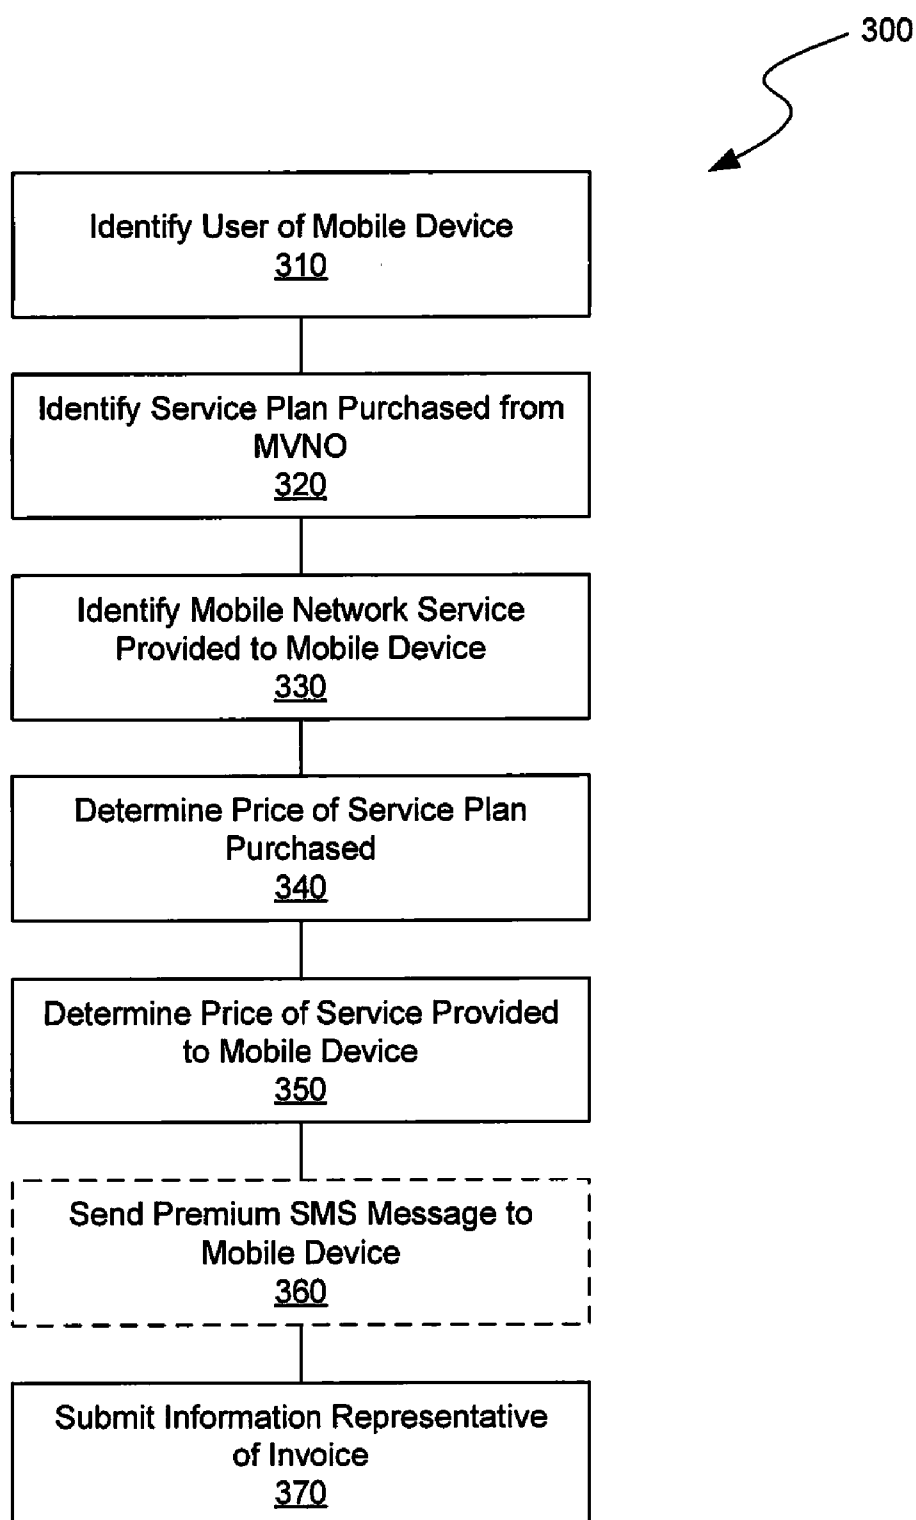 300
Identify User of Mobile Device
310
Identify Service Plan Purchased from
MVNO
320
Identify Mobile Network Service
Provided to Mobile Device
330
Determine Price of Service Plan
Purchased
340
Determine Price of Service Provided
to Mobile Device
350
Send Premium SMS Message to
Mobile Device
360
Submit Information Representative
of Invoice
370